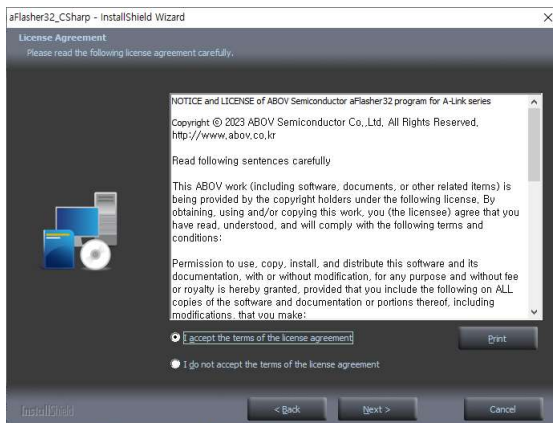 aFlasher32_CSharp - InstallShield Wizard
License Agreement
Please read the following license agreement carefully.
NOTICE and LICENSE of ABOV Semiconductor aFlasher32 program for A-Link series
Copyright © 2023 ABOV Semiconductor Co.,Ltd, All Rights Reserved,
http://www.abov.co.kr
Read following sentences carefully
This ABOV work (including software, documents, or other related items) is
being provided by the copyright holders under the following license, By
obtaining, using and/or copying this work, you (the licensee) agree that you
have read, understood, and will comply with the following terms and
conditions:
Permission to use, copy, install, and distribute this software and its
documentation, with or without modification, for any purpose and without fee
or royalty is hereby granted, provided that you include the following on ALL
copies of the software and documentation or portions thereof, including
modifications, that you make:
I accept the terms of the license agreement
Print
I do not accept the terms of the license agreement
InstallShield
< Back
Next >
Cancel